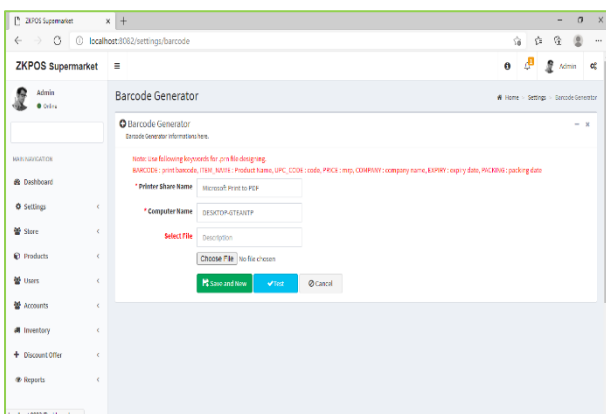 ZKPOS Supermarket
localhost:8082/settings/barcode
ZKPOS Supermarket
Admin
Admin
Online
Barcode Generator
Home > Settings > Barcode Generator
Barcode Generator
Barcode Generator Informations here.
MAIN NAVIGATION
Note: Use following keywords for .prn file designing.
BARCODE : print barcode, ITEM_NAME : Product Name, UPC_CODE : code, PRICE : mrp, COMPANY : company name, EXPIRY : expiry date, PACKING : packing date
Dashboard
* Printer Share Name
Microsoft Print to PDF
Settings
* Computer Name
DESKTOP-GTEANTP
Store
Select File
Description
Products
Choose File No file chosen
Users
Save and New
Test
Cancel
Accounts
Inventory
Discount Offer
Reports